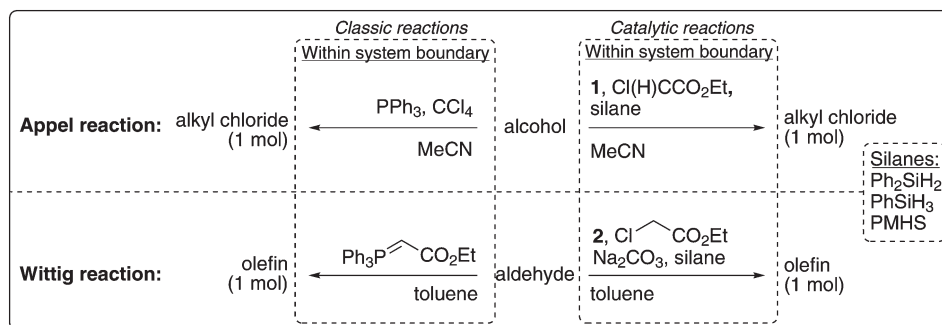 Classic reactions
Catalytic reactions
Within system boundary
Within system boundary
Appel reaction:
alkyl chloride
(1 mol)
PPh3, CCl4
MeCN
alcohol
1, Cl(H)CCO2Et,
silane
MeCN
alkyl chloride
(1 mol)
Silanes:
Ph2SiH2
PhSiH3
PMHS
Wittig reaction:
olefin
(1 mol)
Ph3P CO2Et
toluene
aldehyde
2, Cl CO2Et
Na2CO3, silane
toluene
olefin
(1 mol)